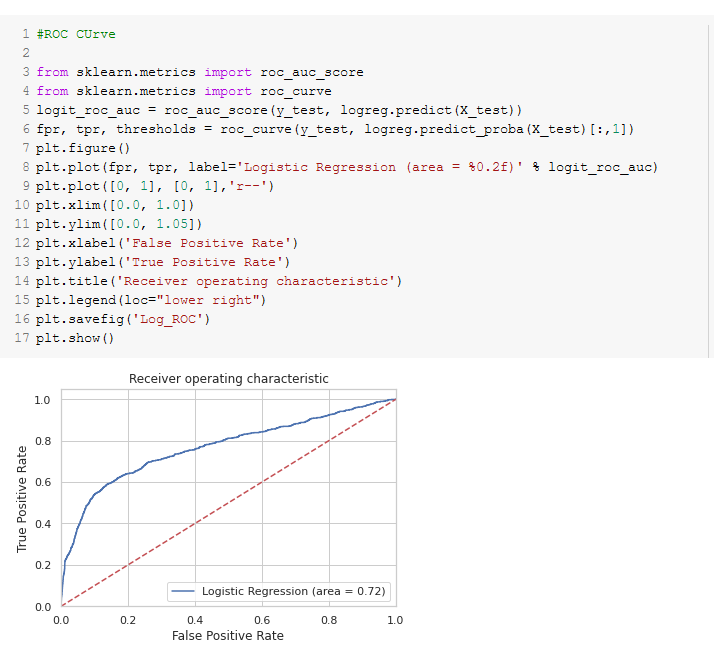 1 #ROC CUrve
2
3 from sklearn.metrics import roc_auc_score
4 from sklearn.metrics import roc_curve
5 logit_roc_auc = roc_auc_score(y_test, logreg.predict(X_test))
6 fpr, tpr, thresholds = roc_curve(y_test, logreg.predict_proba(X_test)[:,1])
7 plt.figure()
8 plt.plot(fpr, tpr, label='Logistic Regression (area = %0.2f)' % logit_roc_auc)
9 plt.plot([0, 1], [0, 1],'r--')
10 plt.xlim([0.0, 1.0])
11 plt.ylim([0.0, 1.05])
12 plt.xlabel('False Positive Rate')
13 plt.ylabel('True Positive Rate')
14 plt.title('Receiver operating characteristic')
15 plt.legend(loc="lower right")
16 plt.savefig('Log_ROC')
17 plt.show()
Receiver operating characteristic
True Positive Rate
1.0
0.8
0.6
0.4
0.2
0.0
Logistic Regression (area = 0.72)
0.0 0.2 0.4 0.6 0.8 1.0
False Positive Rate